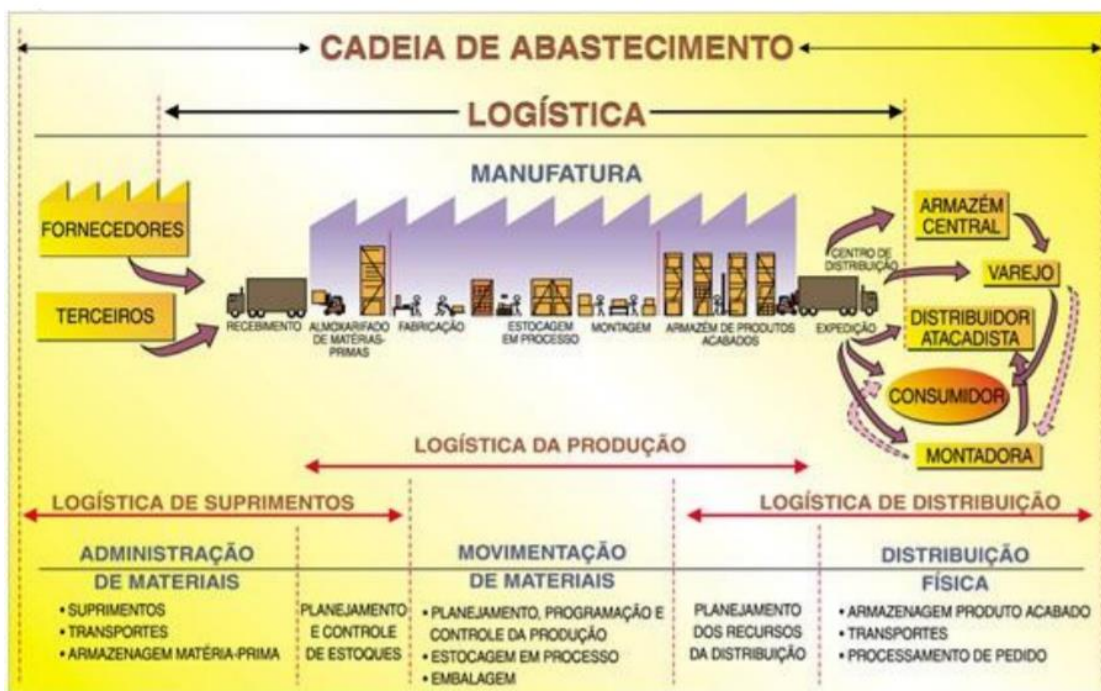 CADEIA DE ABASTECIMENTO
LOGÍSTICA
MANUFATURA
FORNECEDORES
TERCEIROS
RECEBIMENTO
ALMOXARIFADO
DE MATÉRIAS-
PRIMAS
FABRICAÇÃO
ESTOCAGEM
EM PROCESSO
MONTAGEM
ARMAZÉM DE PRODUTOS
ACABADOS
EXPEDIÇÃO
CENTRO DE
DISTRIBUIÇÃO
ARMAZÉM
CENTRAL
VAREJO
DISTRIBUIDOR
ATACADISTA
CONSUMIDOR
MONTADORA
LOGÍSTICA DA PRODUÇÃO
LOGÍSTICA DE SUPRIMENTOS
LOGÍSTICA DE DISTRIBUIÇÃO
ADMINISTRAÇÃO
DE MATERIAIS
• SUPRIMENTOS
• TRANSPORTES
• ARMAZENAGEM MATÉRIA-PRIMA
PLANEJAMENTO
E CONTROLE
DE ESTOQUES
MOVIMENTAÇÃO
DE MATERIAIS
• PLANEJAMENTO, PROGRAMAÇÃO E
CONTROLE DA PRODUÇÃO
• ESTOCAGEM EM PROCESSO
• EMBALAGEM
PLANEJAMENTO
DOS RECURSOS
DA DISTRIBUIÇÃO
DISTRIBUIÇÃO
FÍSICA
• ARMAZENAGEM PRODUTO ACABADO
• TRANSPORTES
• PROCESSAMENTO DE PEDIDO